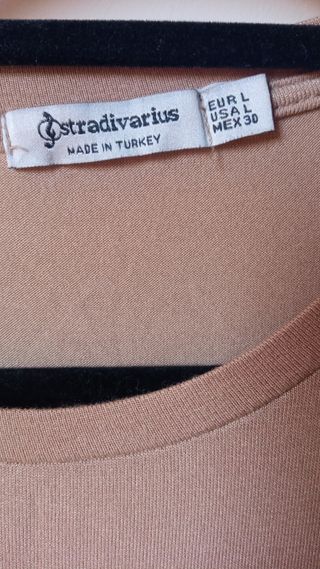 stradivarius
MADE IN TURKEY
EUR L
USA L
MEX 30